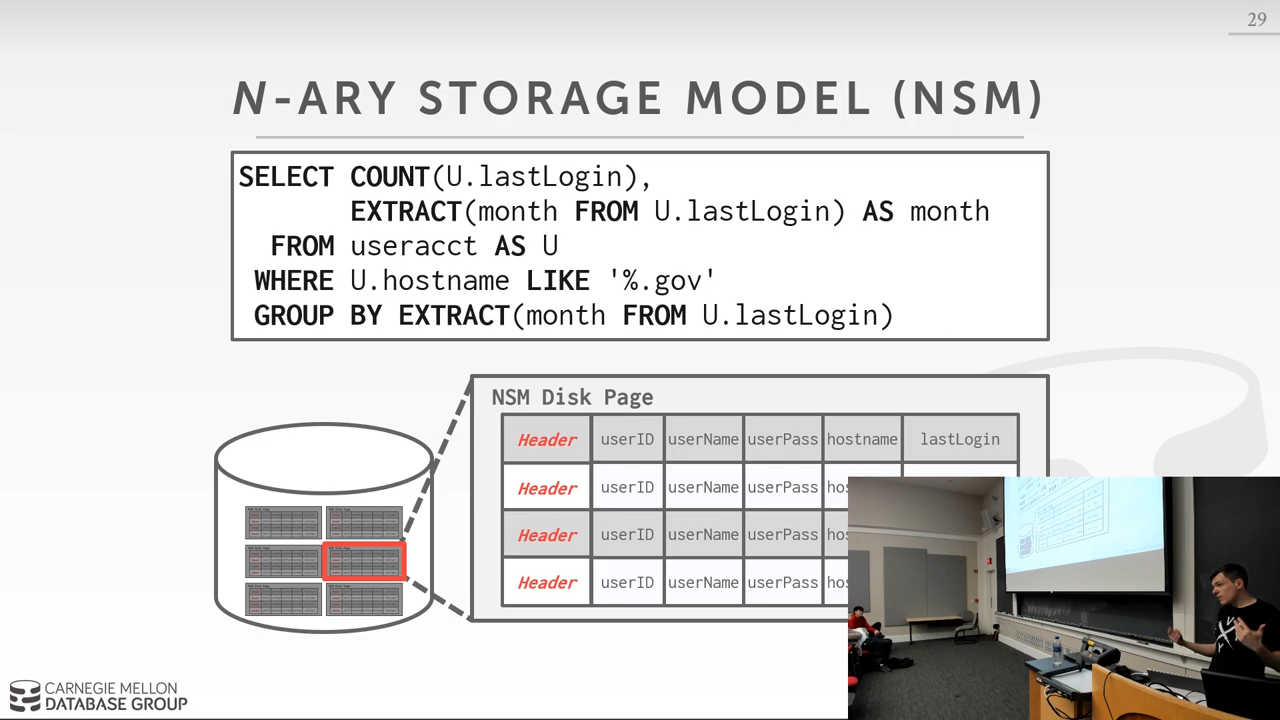 29
N-ARY STORAGE MODEL (NSM)
SELECT COUNT(U.lastLogin),
EXTRACT(month FROM U.lastLogin) AS month
FROM useracct AS U
WHERE U.hostname LIKE '%.gov'
GROUP BY EXTRACT(month FROM U.lastLogin)
NSM Disk Page
Header userID userName userPass hostname lastLogin
Header userID userName userPass hos
Header userID userName userPass hos
Header userID userName userPass hos
CARNEGIE MELLON
DATABASE GROUP